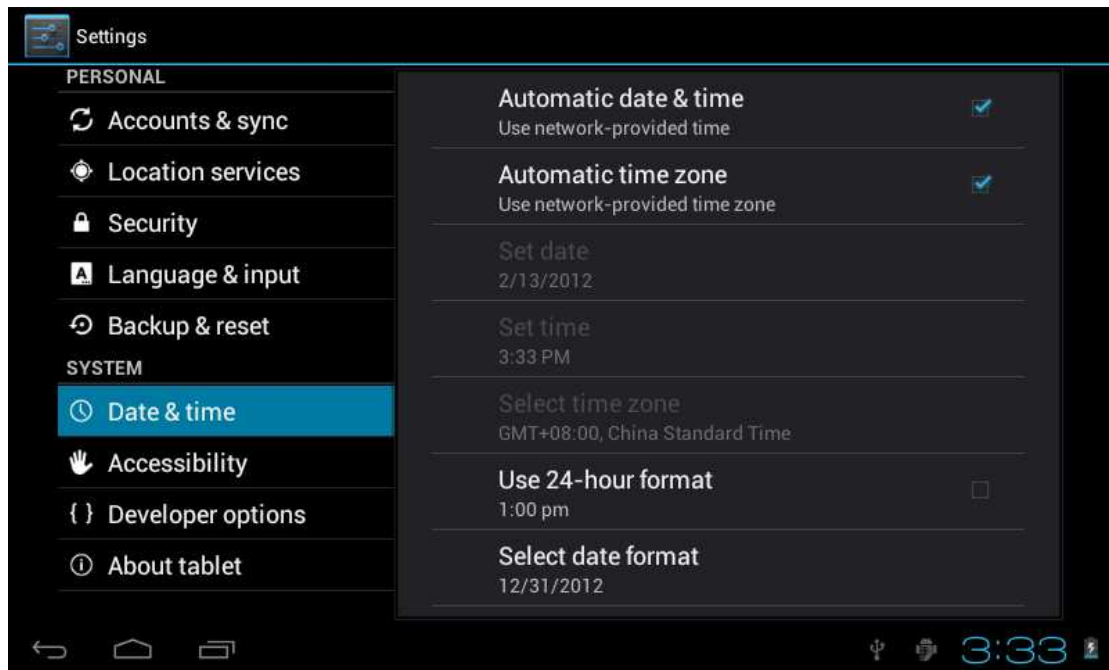 Settings
PERSONAL
Accounts & sync
Location services
Security
Language & input
Backup & reset
SYSTEM
Date & time
Accessibility
{ } Developer options
About tablet
Automatic date & time
Use network-provided time
Automatic time zone
Use network-provided time zone
Set date
2/13/2012
Set time
3:33 PM
Select time zone
GMT+08:00, China Standard Time
Use 24-hour format
1:00 pm
Select date format
12/31/2012
3:33